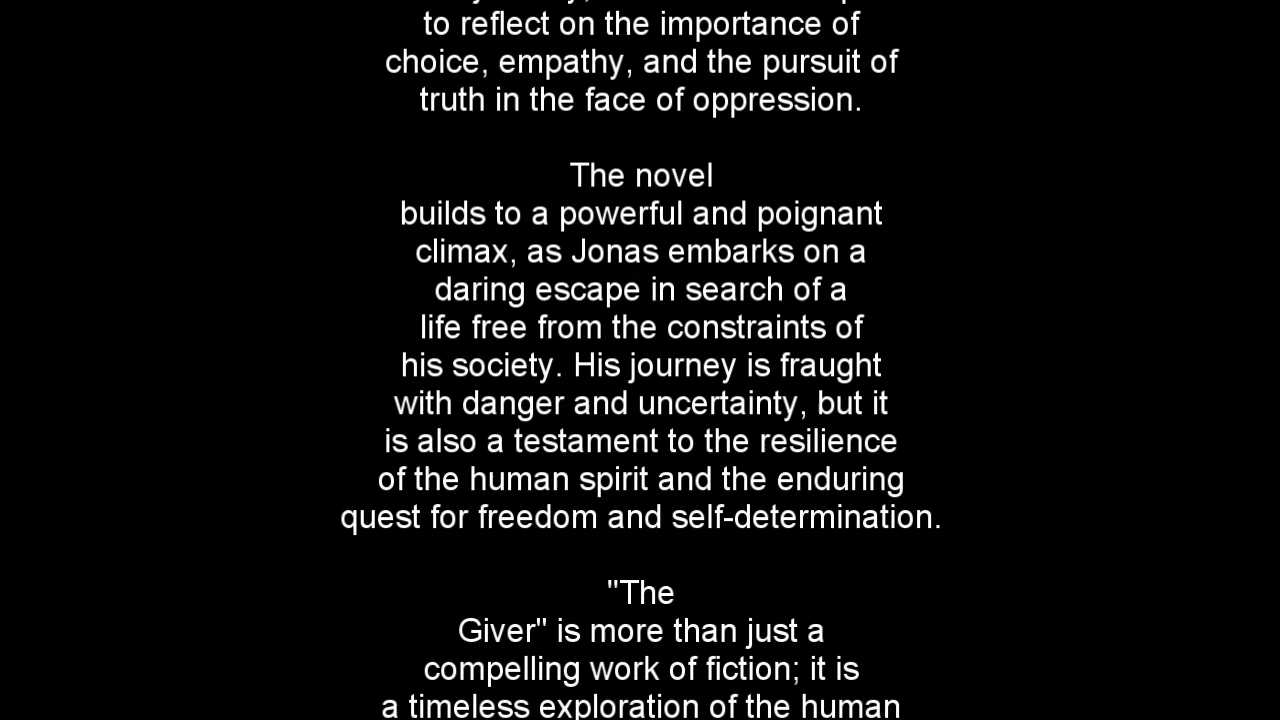 to reflect on the importance of
choice, empathy, and the pursuit of
truth in the face of oppression.
The novel
builds to a powerful and poignant
climax, as Jonas embarks on a
daring escape in search of a
life free from the constraints of
his society. His journey is fraught
with danger and uncertainty, but it
is also a testament to the resilience
of the human spirit and the enduring
quest for freedom and self-determination.
"The
Giver" is more than just a
compelling work of fiction; it is
a timeless exploration of the human